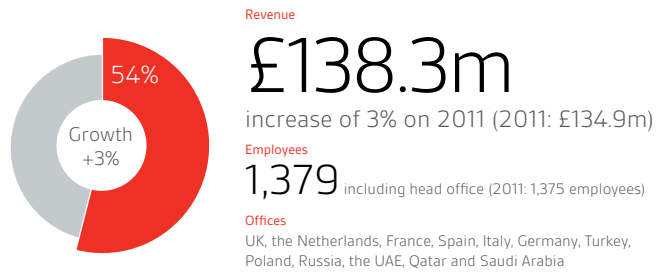 54%
Growth
+3%
Revenue
£138.3m
increase of 3% on 2011 (2011: £134.9m)
Employees
1,379 including head office (2011: 1,375 employees)
Offices
UK, the Netherlands, France, Spain, Italy, Germany, Turkey,
Poland, Russia, the UAE, Qatar and Saudi Arabia